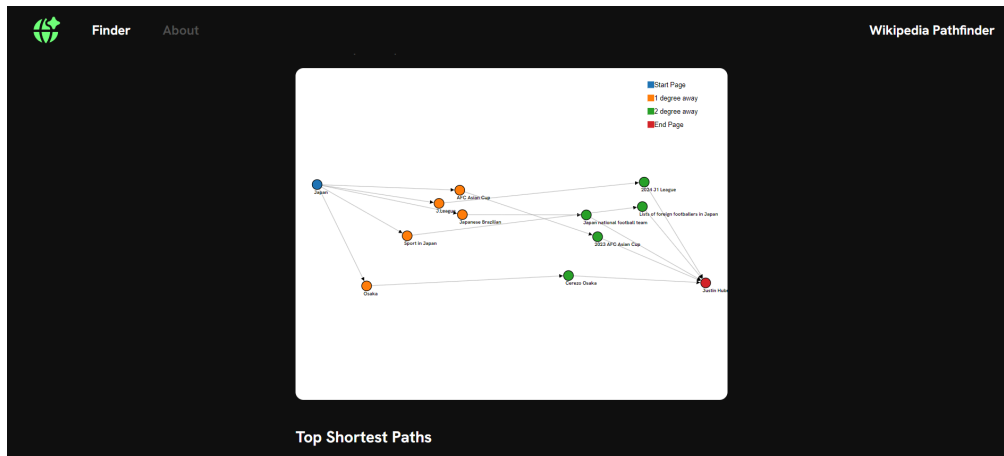 Finder
About
Wikipedia Pathfinder
Start Page
1 degree away
2 degree away
End Page
Japan
AFC Asian Cup
J.League
Japanese Brazilian
Sport in Japan
Osaka
2024 J1 League
Lists of foreign footballers in Japan
Japan national football team
2023 AFC Asian Cup
Cerezo Osaka
Justin Hub
Top Shortest Paths